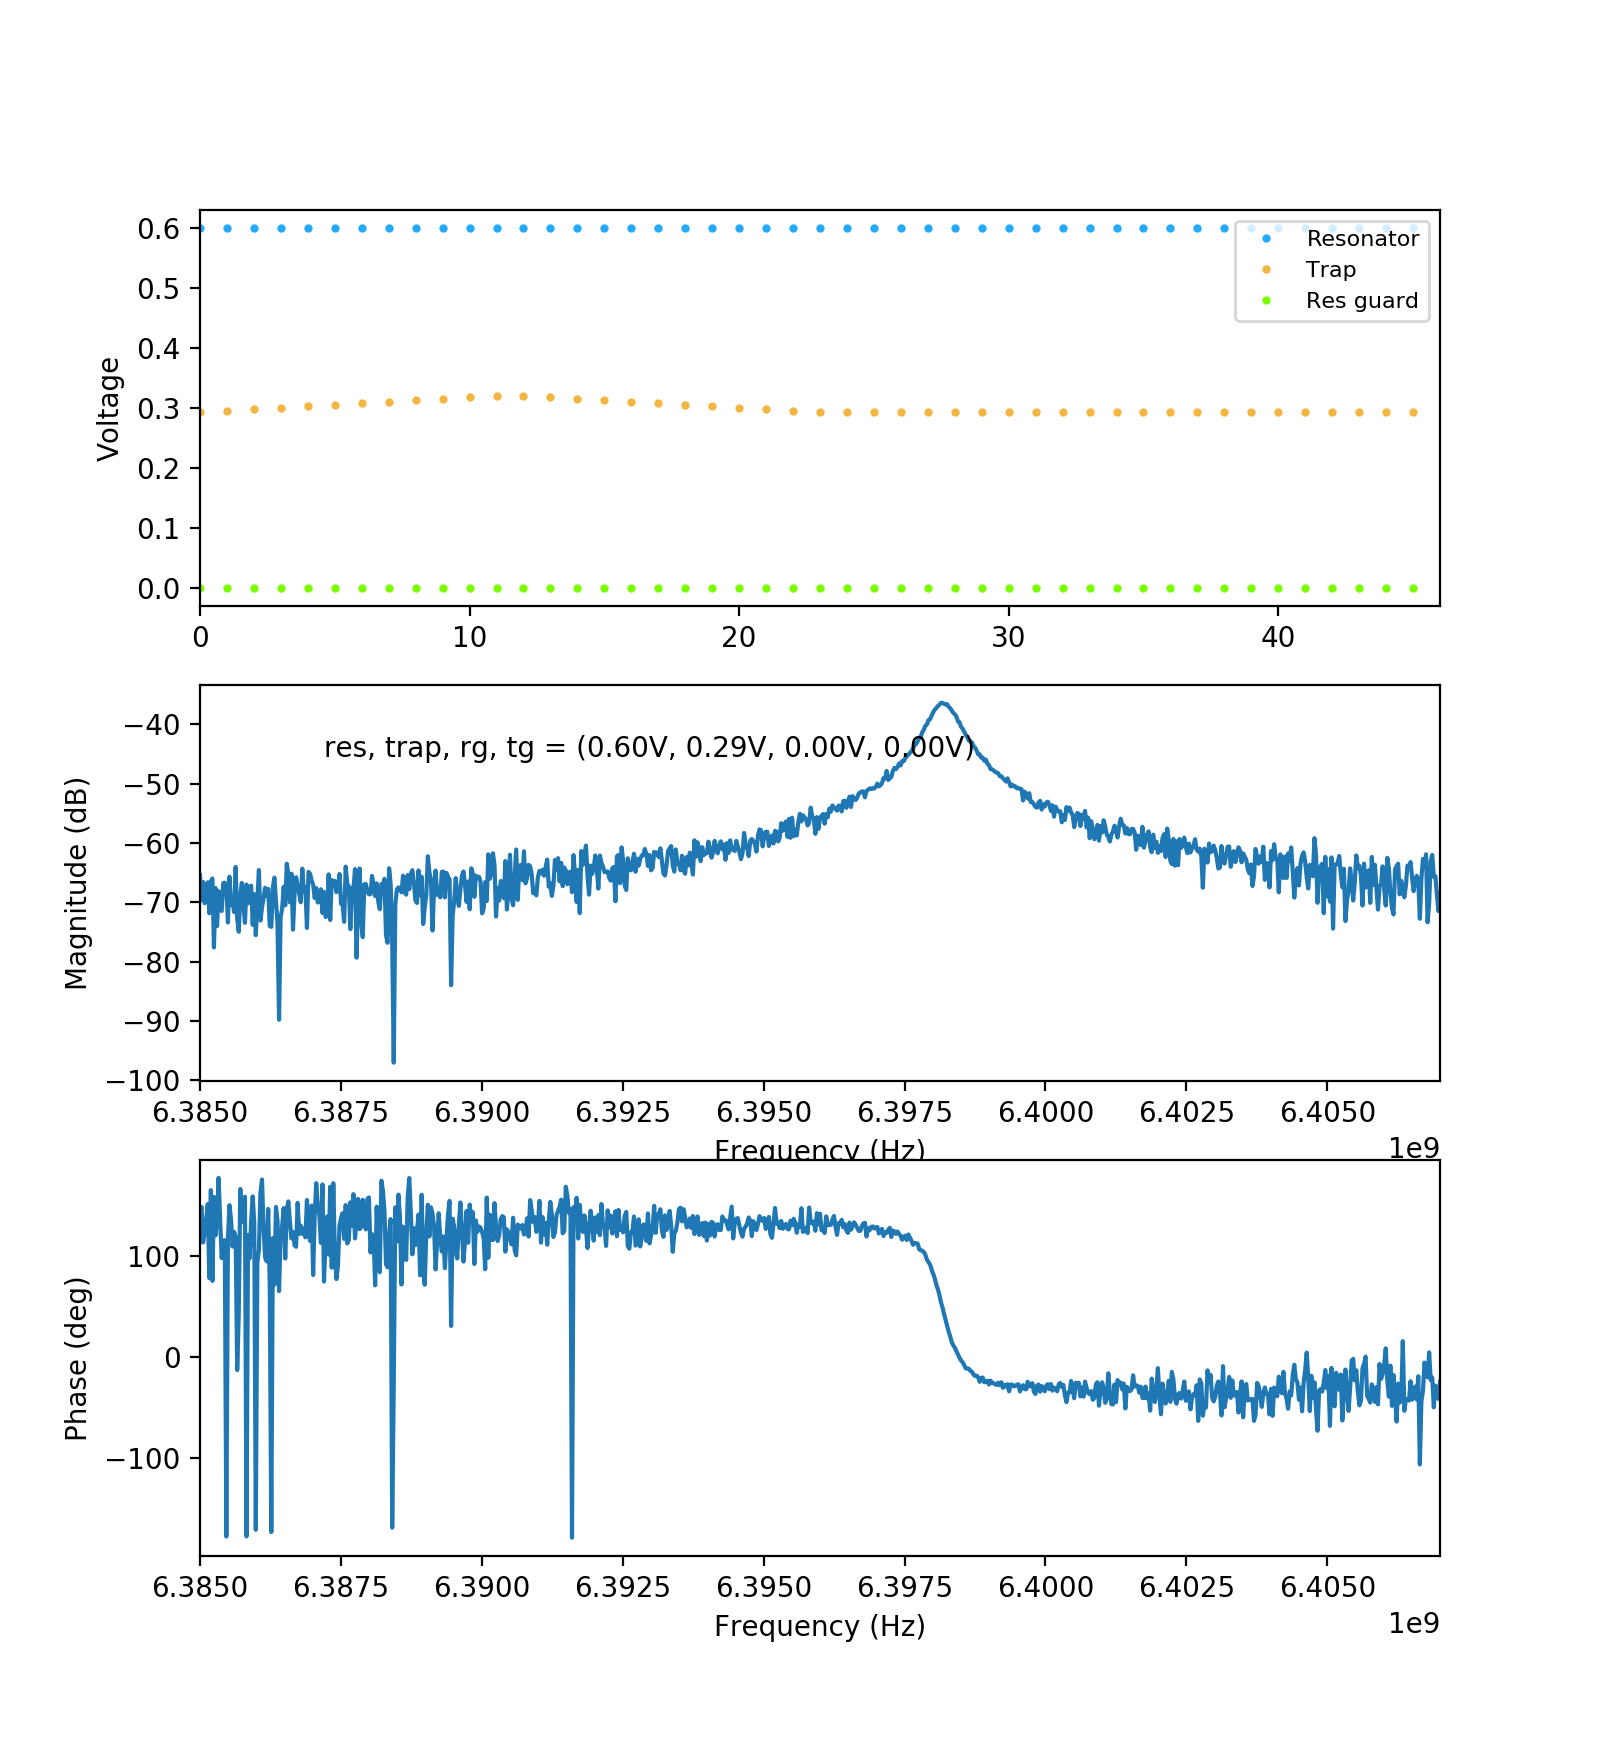 0.6
0.5
0.4
0.3
0.2
0.1
0.0
Voltage
Resonator
Trap
Res guard
0 10 20 30 40
−40
−50
−60
−70
−80
−90
−100
Magnitude (dB)
res, trap, rg, tg = (0.60V, 0.29V, 0.00V, 0.00V)
6.3850 6.3875 6.3900 6.3925 6.3950 6.3975 6.4000 6.4025 6.4050
Frequency (Hz)
1e9
100
0
−100
Phase (deg)
6.3850 6.3875 6.3900 6.3925 6.3950 6.3975 6.4000 6.4025 6.4050
Frequency (Hz)
1e9